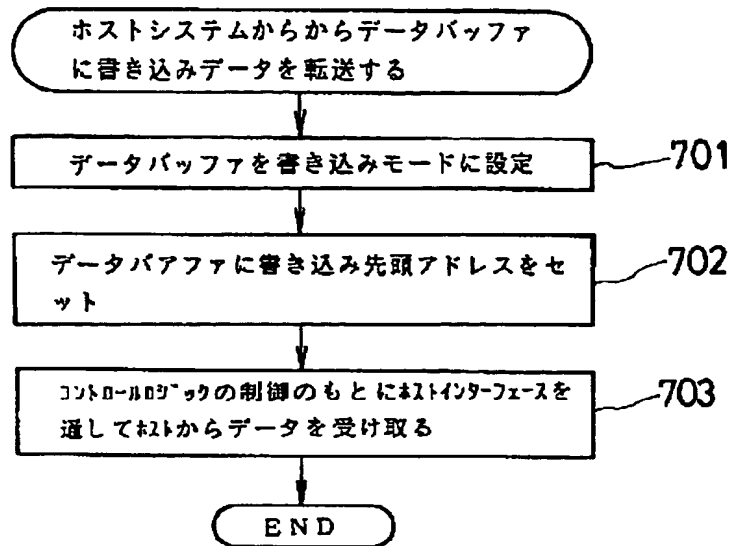 ホストシステムからからデータバッファ
に書き込みデータを転送する
データバッファを書き込みモードに設定
701
データバアファに書き込み先頭アドレスをセ
ット
702
ｺﾝﾄﾛｰﾙﾛｼﾞｯｸの制御のもとにﾎｽﾄｲﾝﾀｰﾌｪｰｽを
通してﾎｽﾄからデータを受け取る
703
END